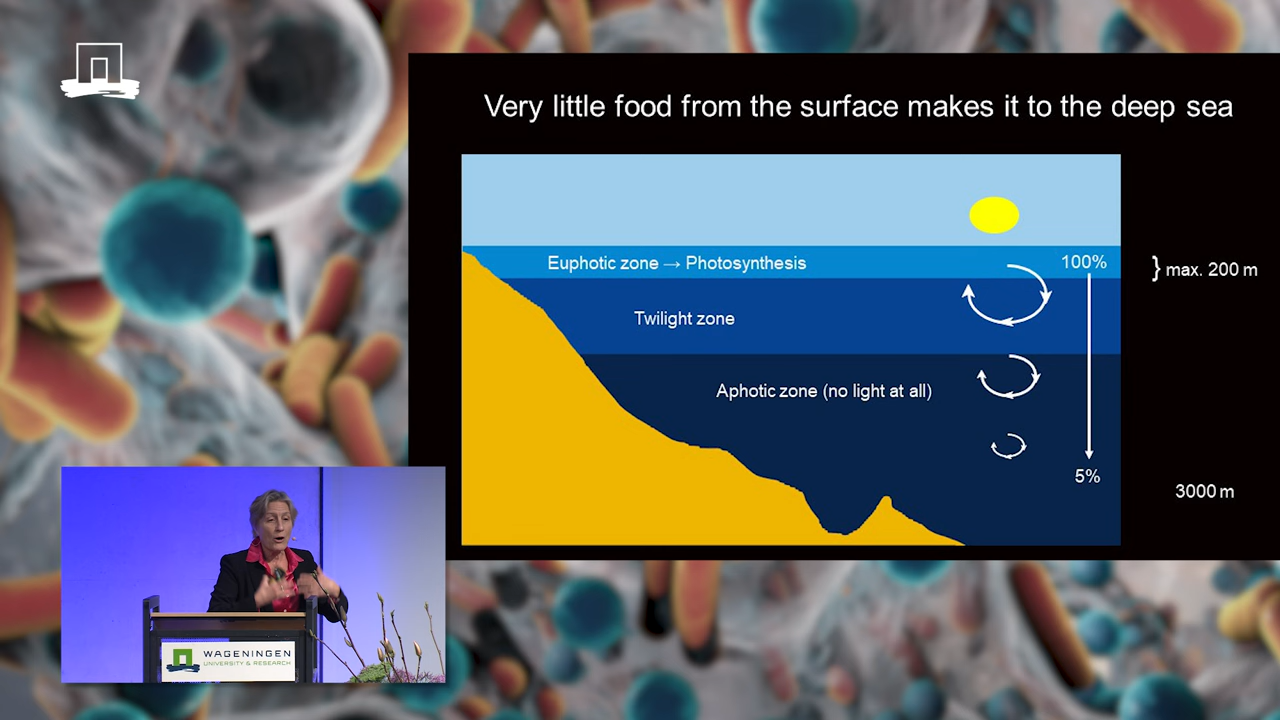 Very little food from the surface makes it to the deep sea
Euphotic zone → Photosynthesis
100%
} max. 200 m
Twilight zone
Aphotic zone (no light at all)
5%
3000 m
WAGENINGEN
UNIVERSITY & RESEARCH